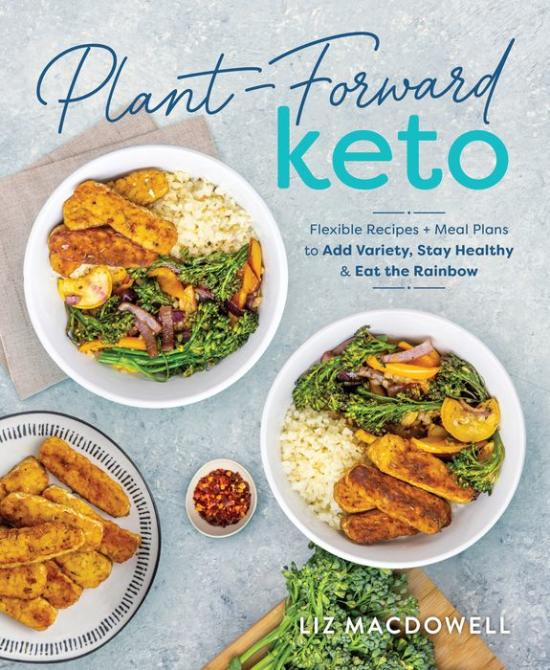 Plant-Forward
keto
Flexible Recipes + Meal Plans
to Add Variety, Stay Healthy
& Eat the Rainbow
LIZ MACDOWELL